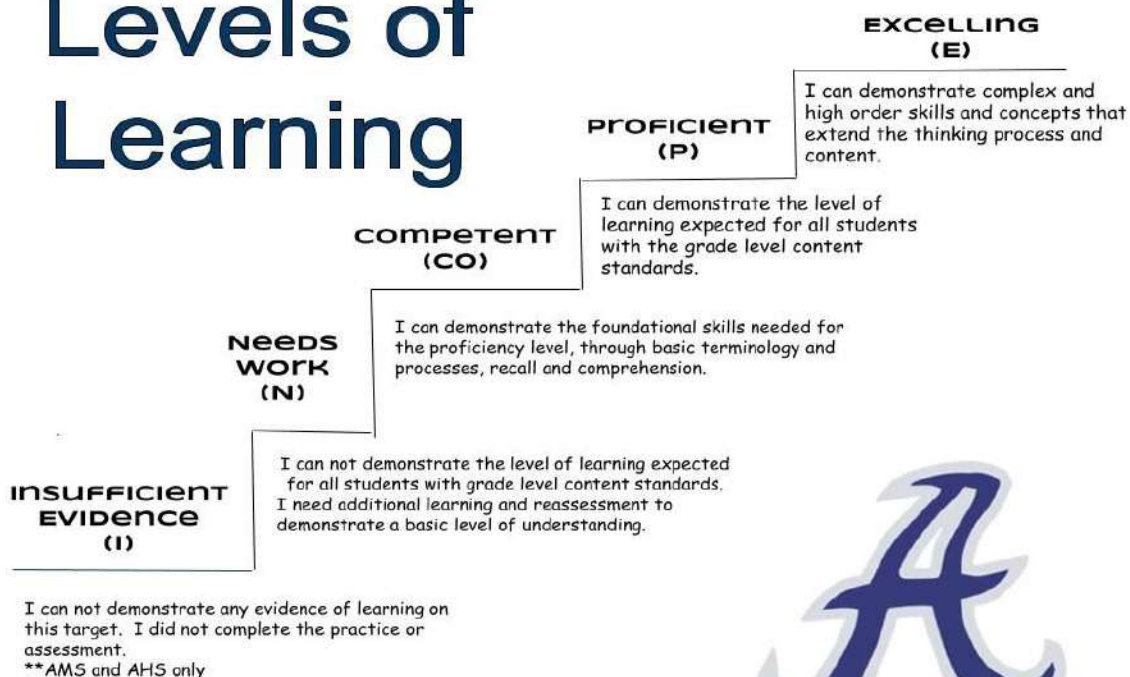 Levels of
Learning
EXCELLING
(E)
I can demonstrate complex and
high order skills and concepts that
extend the thinking process and
content.
PROFICIENT
(P)
I can demonstrate the level of
learning expected for all students
with the grade level content
standards.
COMPETENT
(CO)
I can demonstrate the foundational skills needed for
the proficiency level, through basic terminology and
processes, recall and comprehension.
NEEDS
WORK
(N)
I can not demonstrate the level of learning expected
for all students with grade level content standards.
I need additional learning and reassessment to
demonstrate a basic level of understanding.
INSUFFICIENT
EVIDENCE
(I)
I can not demonstrate any evidence of learning on
this target. I did not complete the practice or
assessment.
**AMS and AHS only
A